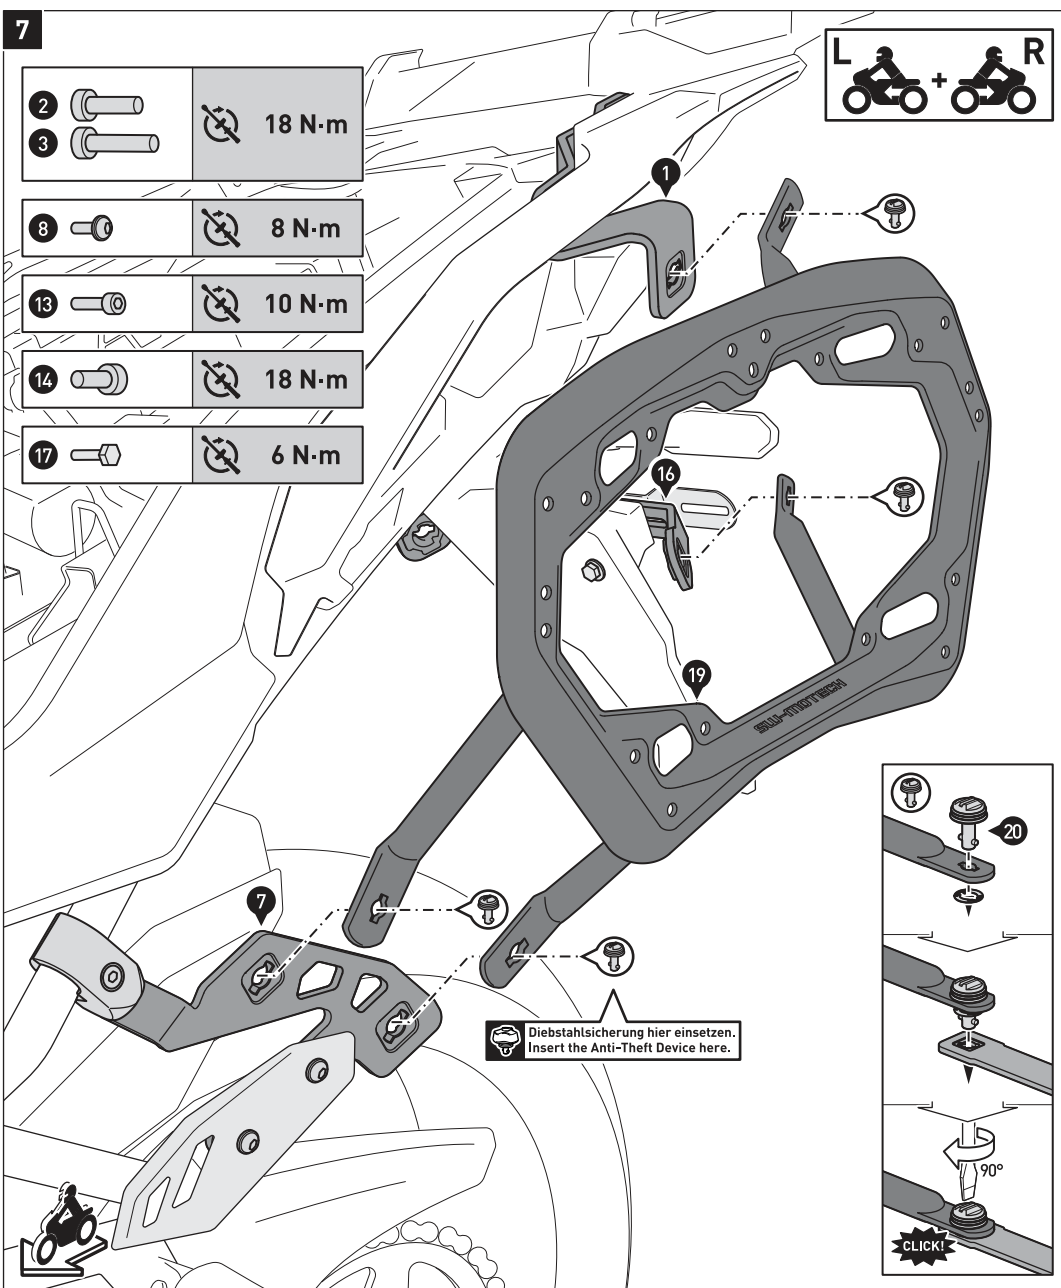 7
L + R
2
3
18 N·m
8
8 N·m
13
10 N·m
14
18 N·m
17
6 N·m
1
16
19
SW-MOTECH
7
20
Diebstahlsicherung hier einsetzen.
Insert the Anti-Theft Device here.
90°
CLICK!